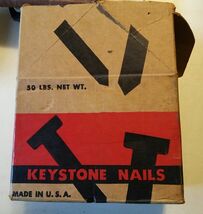 50 LBS. NET WT.
KEYSTONE NAILS
MADE IN U. S. A.